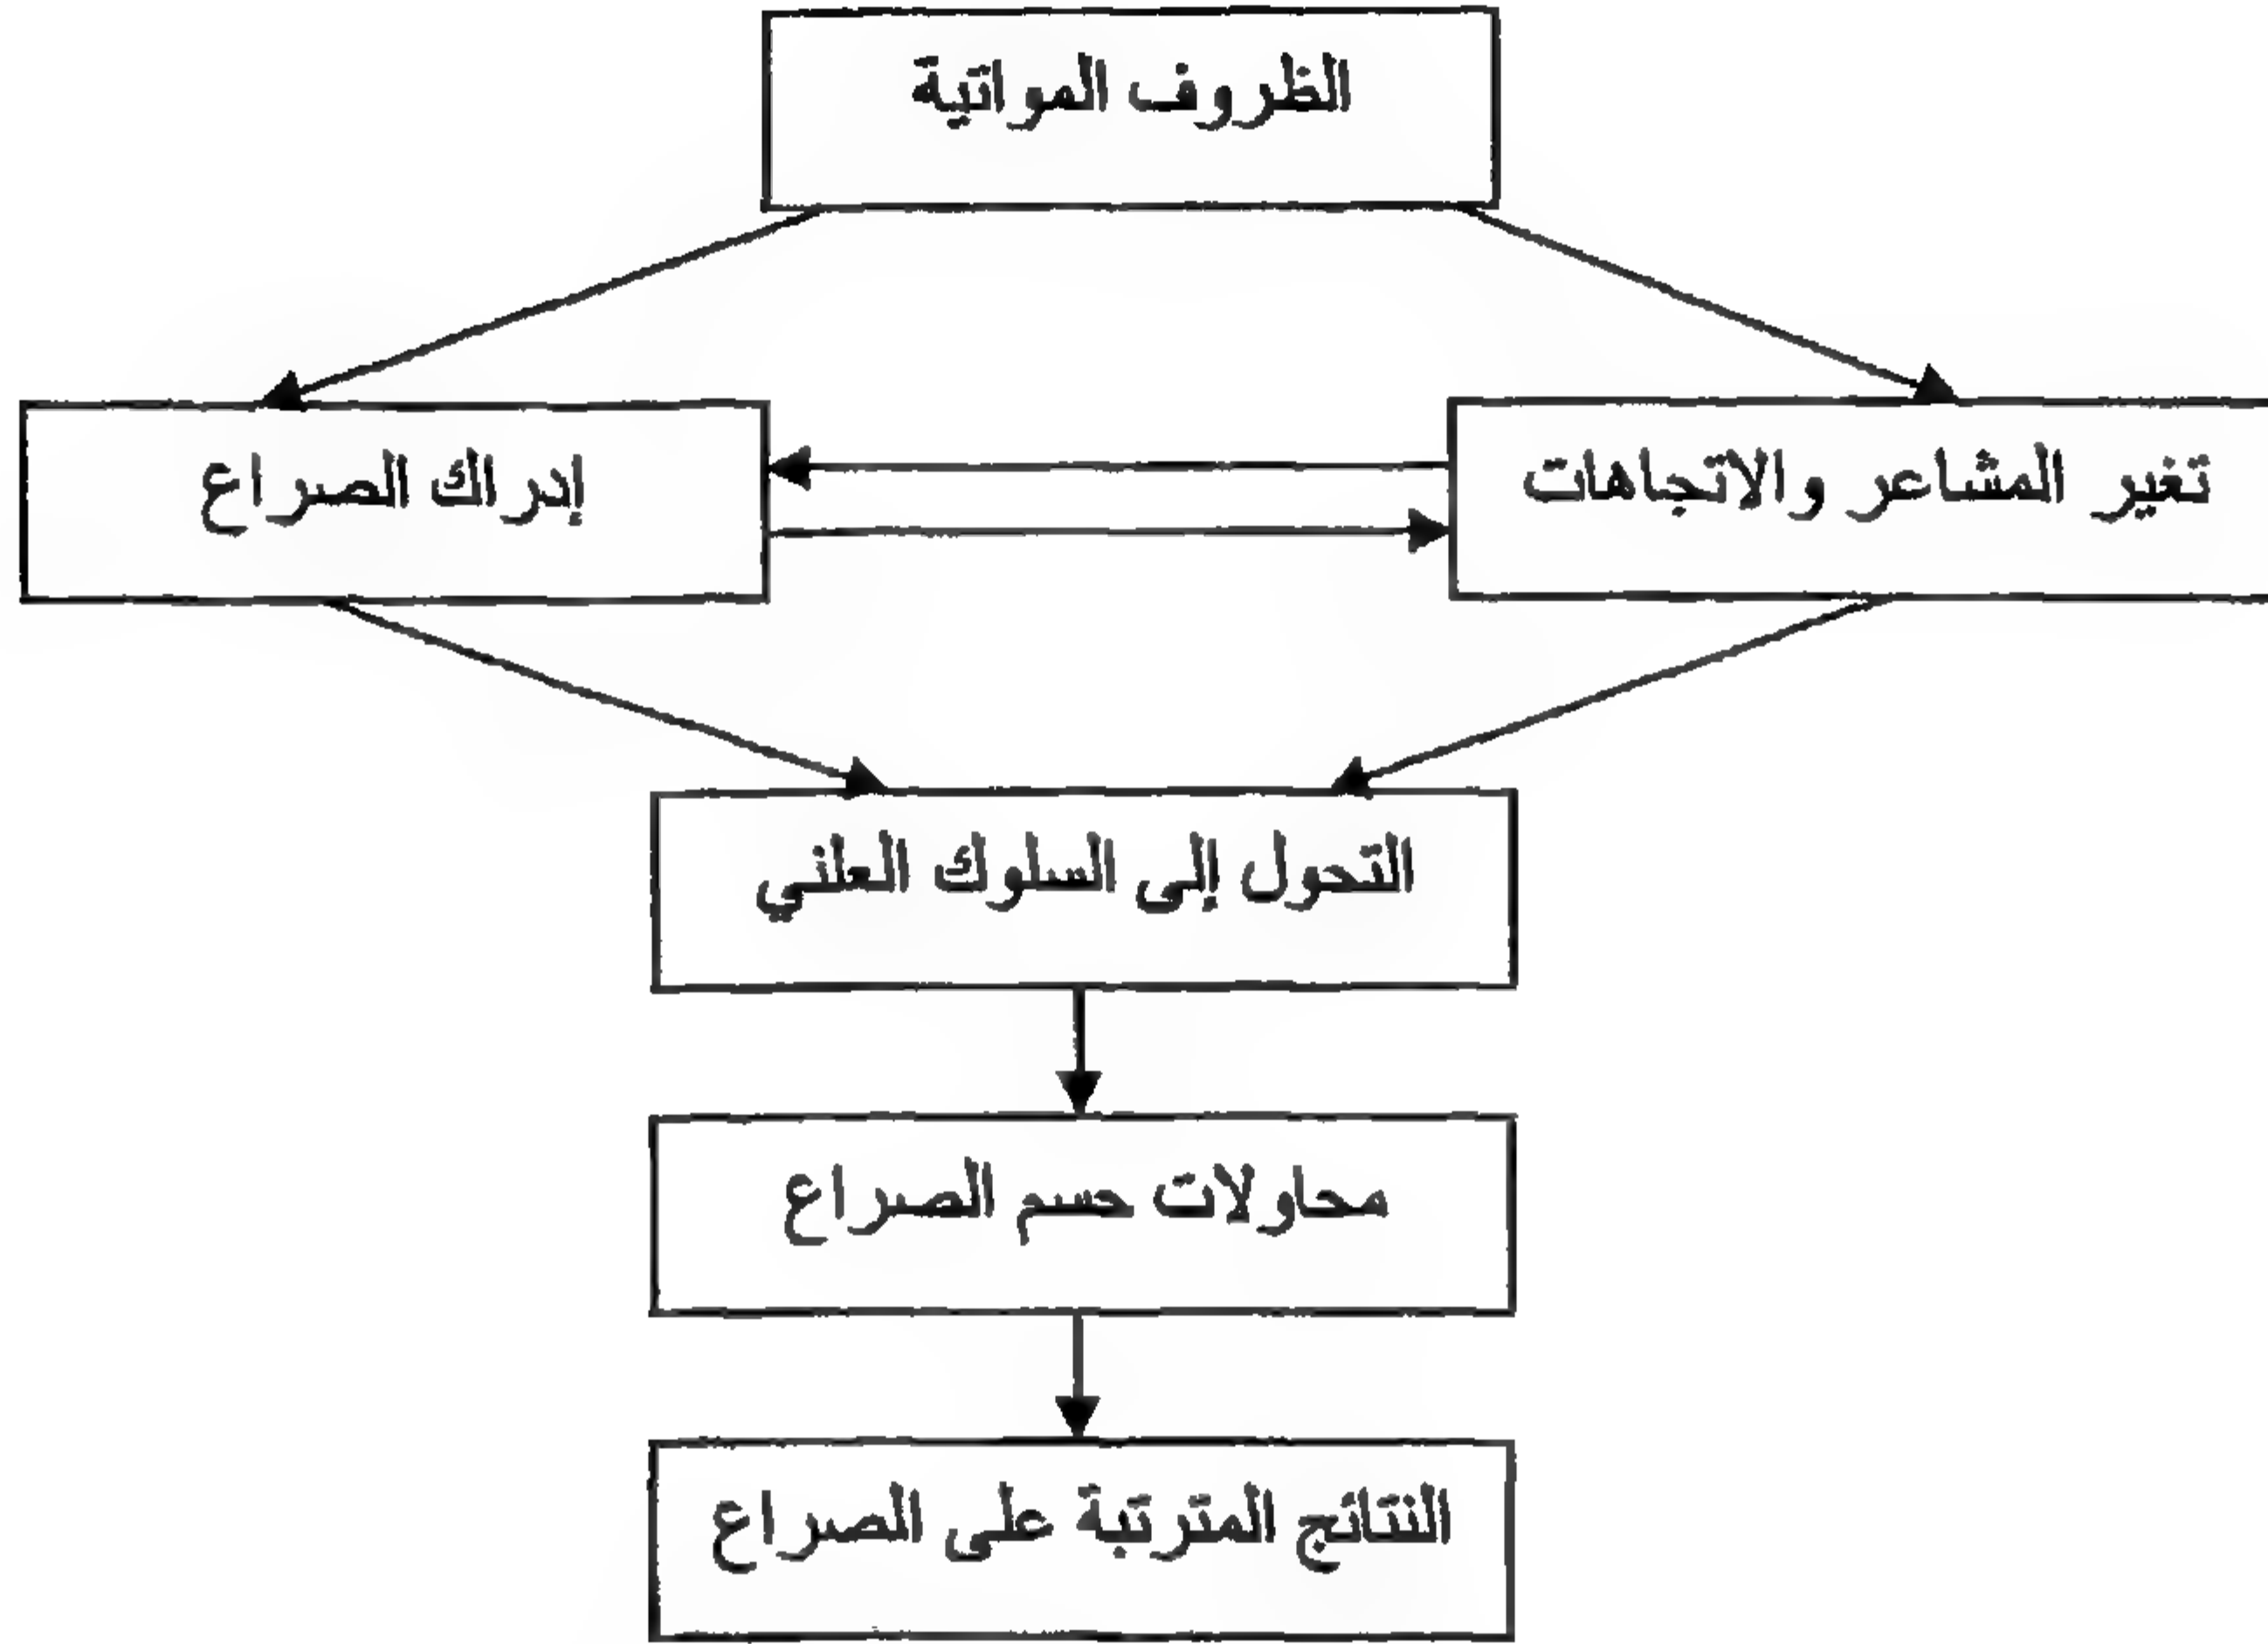 الظروف المواتية
تغير المشاعر والاتجاهات
إدراك الصراع
التحول إلى السلوك العلني
محاولات حسم الصراع
النتائج المترتبة على الصراع